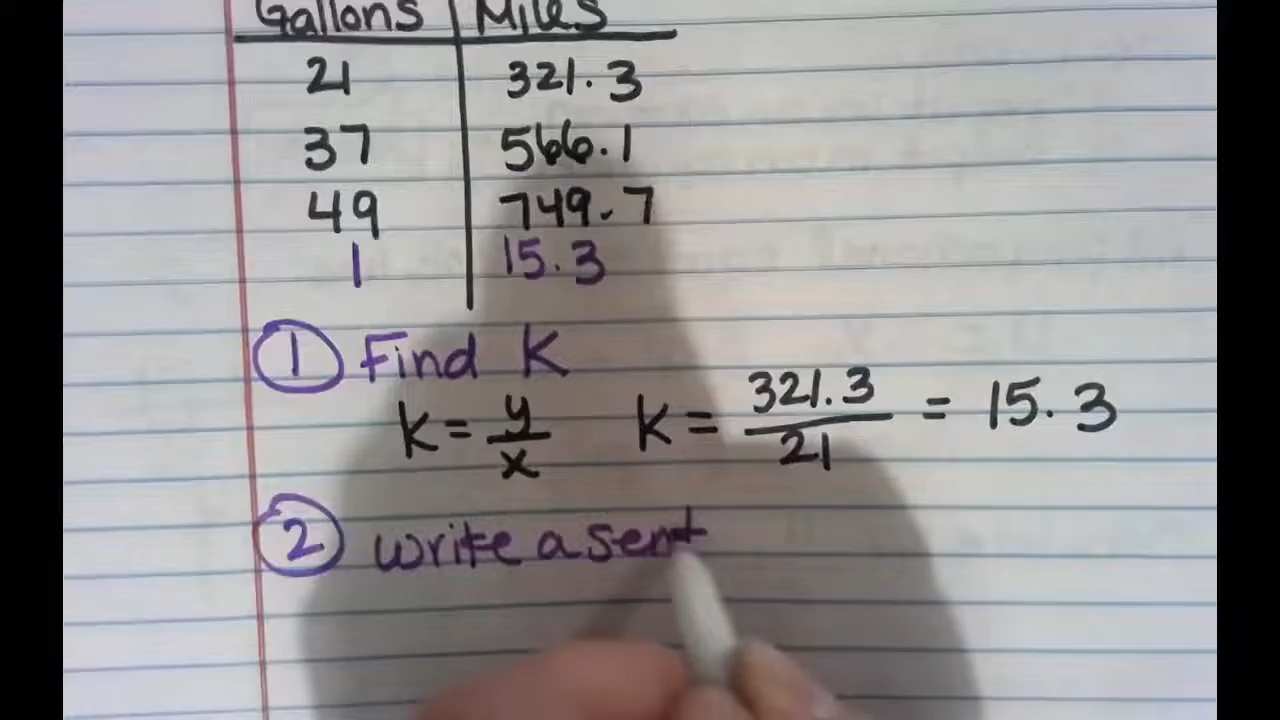 Gallons Miles
21 321.3
37 566.1
49 749.7
1 15.3
1 Find K
K = y/x K = 321.3/21 = 15.3
2 write a sent